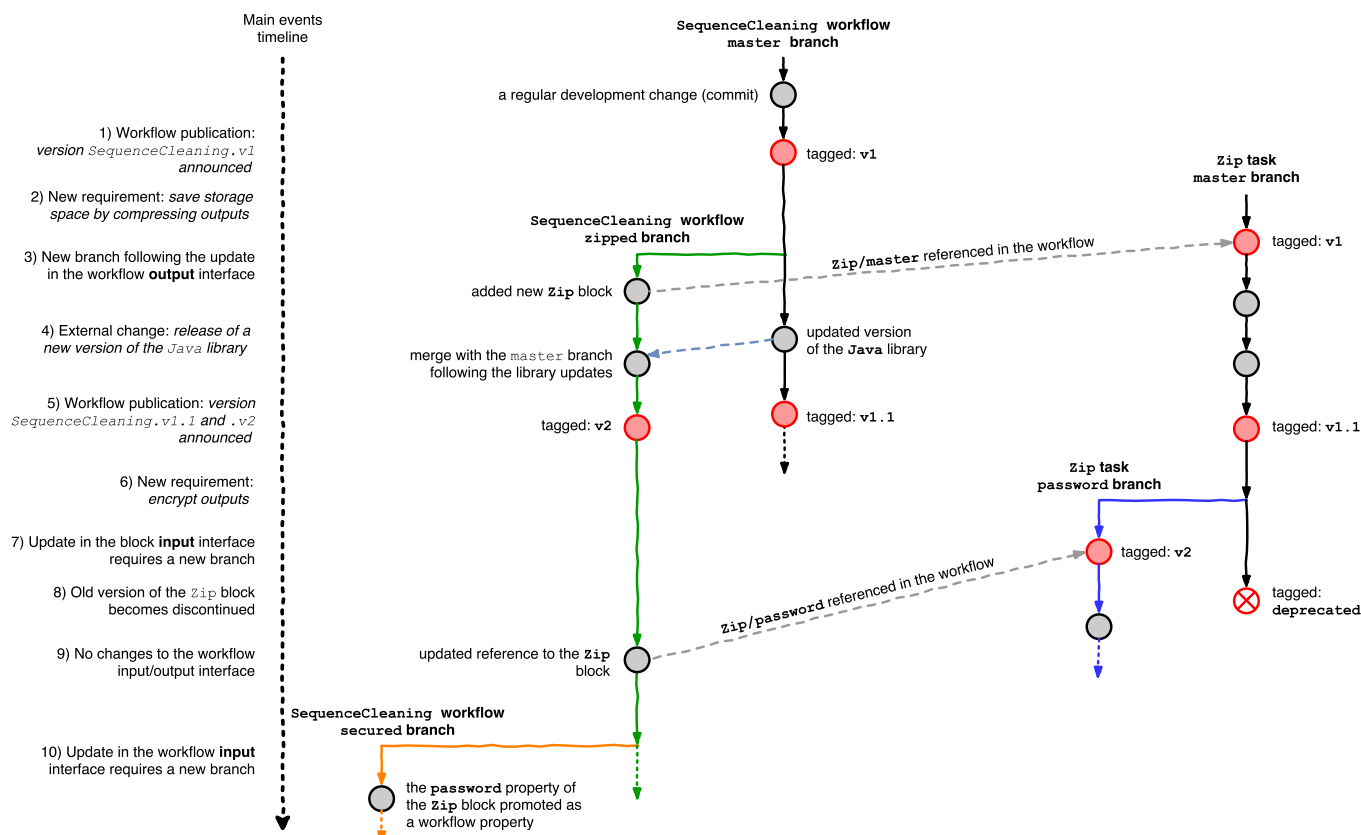 Main events
timeline
SequenceCleaning workflow
master branch
a regular development change (commit)
1) Workflow publication:
version SequenceCleaning.v1
announced
tagged: v1
Zip task
master branch
2) New requirement: save storage
space by compressing outputs
SequenceCleaning workflow
zipped branch
3) New branch following the update
in the workflow output interface
Zip/master referenced in the workflow
tagged: v1
added new Zip block
4) External change: release of a
new version of the Java library
updated version
of the Java library
merge with the master branch
following the library updates
5) Workflow publication: version
SequenceCleaning.v1.1 and .v2
announced
tagged: v2
tagged: v1.1
tagged: v1.1
6) New requirement:
encrypt outputs
Zip task
password branch
7) Update in the block input interface
requires a new branch
tagged: v2
8) Old version of the Zip block
becomes discontinued
Zip/password referenced in the workflow
tagged:
deprecated
9) No changes to the workflow
input/output interface
updated reference to the Zip
block
SequenceCleaning workflow
secured branch
10) Update in the workflow input
interface requires a new branch
the password property of
the Zip block promoted as
a workflow property